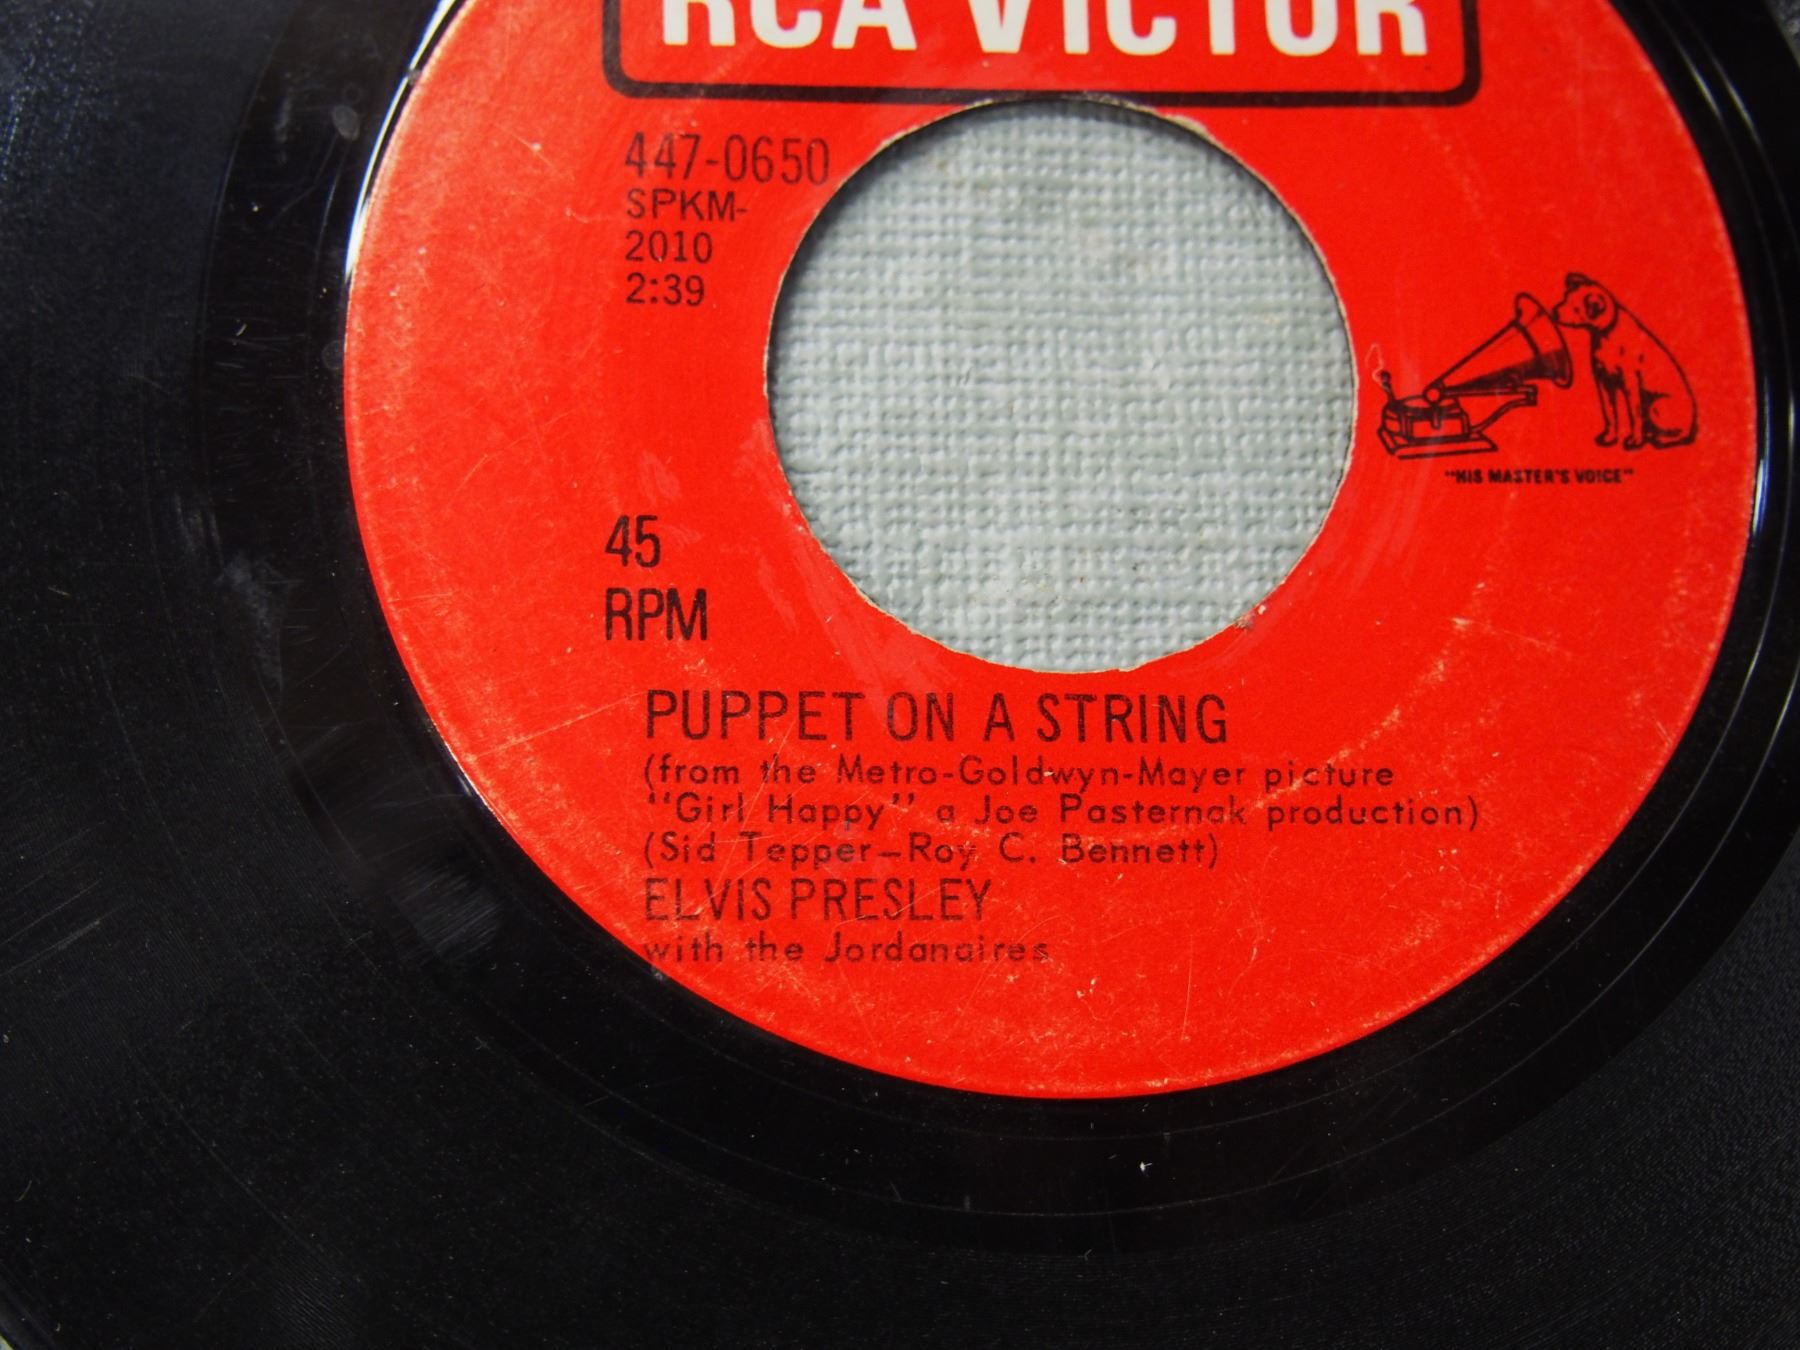 RCA VICTOR
447-0650
SPKM-
2010
2:39
"HIS MASTER'S VOICE"
45
RPM
PUPPET ON A STRING
(from the Metro-Goldwyn-Mayer picture
"Girl Happy" a Joe Pasternak production)
(Sid Tepper-Roy C. Bennett)
ELVIS PRESLEY
with the Jordanaires